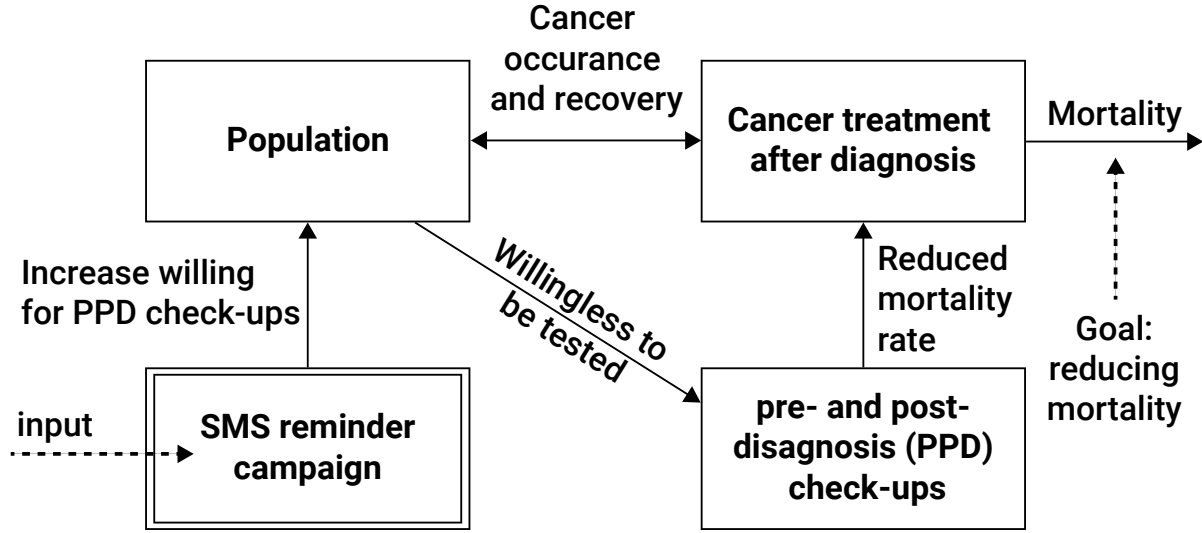 Cancer
occurance
and recovery
Population
Cancer treatment
after diagnosis
Mortality
Increase willing
for PPD check-ups
Willingless to
be tested
Reduced
mortality
rate
Goal:
reducing
mortality
input
SMS reminder
campaign
pre- and post-
disagnosis (PPD)
check-ups